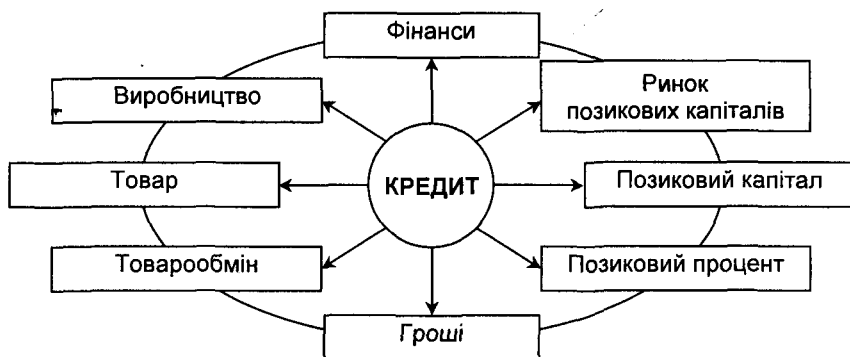 Фінанси
Виробництво
Ринок
позикових капіталів
Товар
КРЕДИТ
Позиковий капітал
Товарообмін
Позиковий процент
Гроші